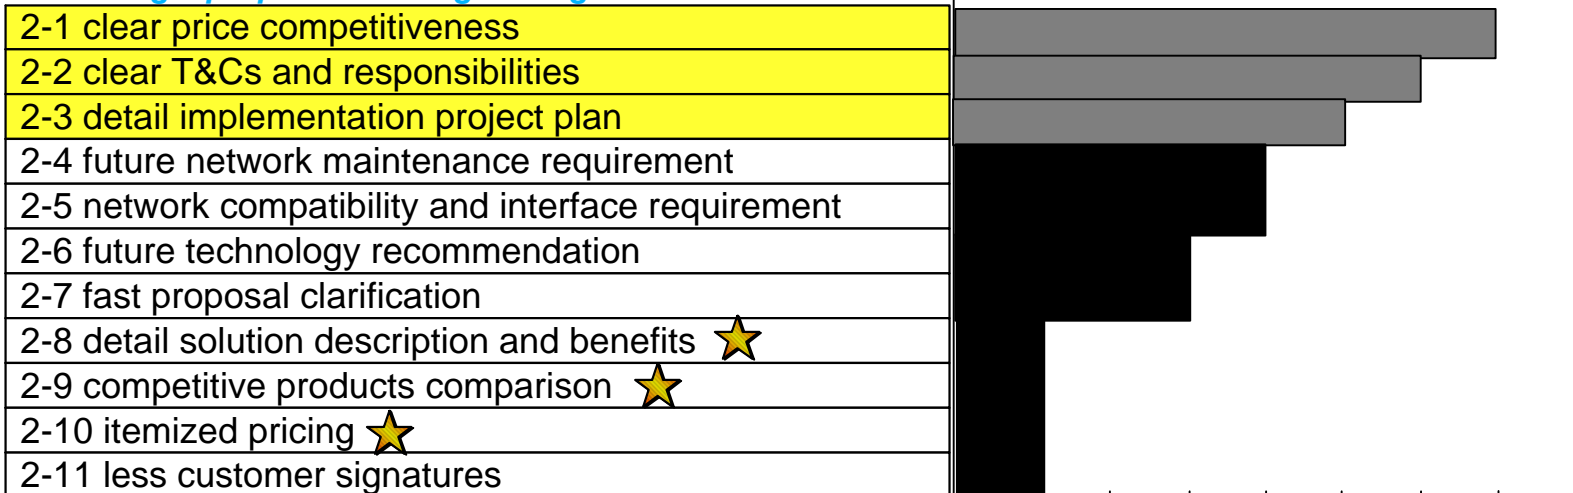 2-1 clear price competitiveness
2-2 clear T&Cs and responsibilities
2-3 detail implementation project plan
2-4 future network maintenance requirement
2-5 network compatibility and interface requirement
2-6 future technology recommendation
2-7 fast proposal clarification
2-8 detail solution description and benefits
2-9 competitive products comparison
2-10 itemized pricing
2-11 less customer signatures